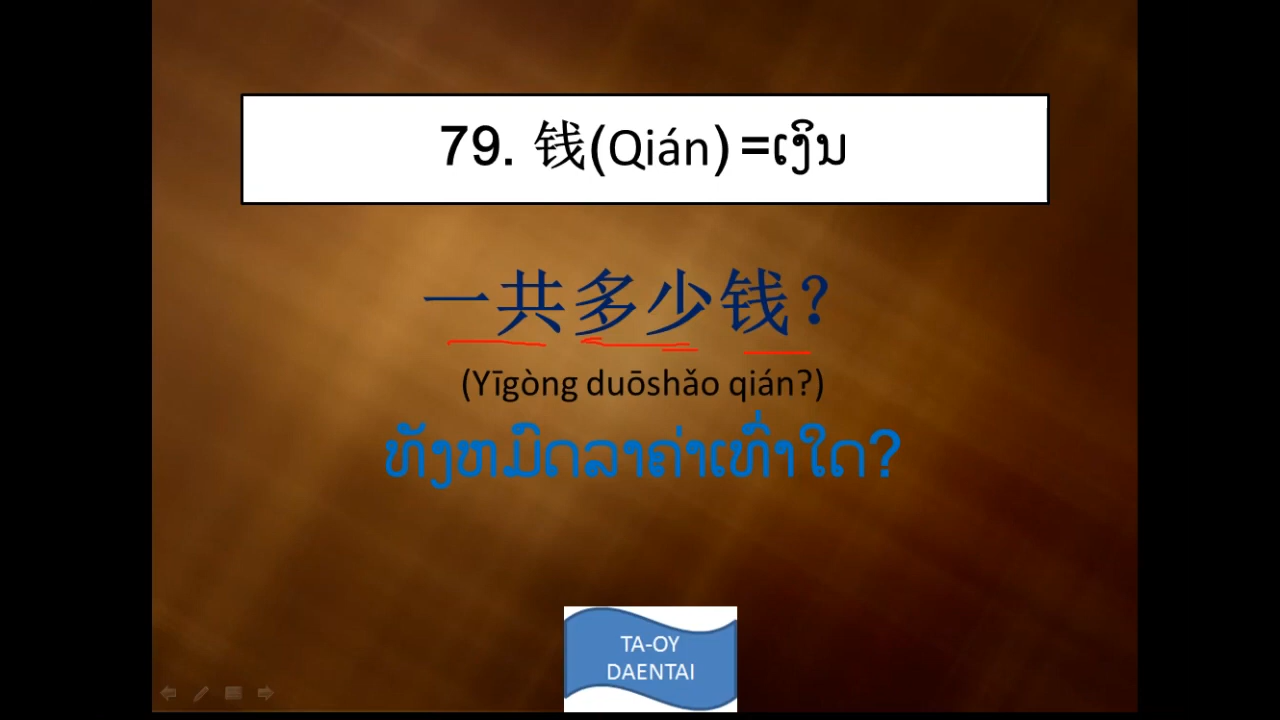 79. 钱(Qián) =ເງິນ
一共多少钱?
(Yīgòng duōshǎo qián?)
ທັງຫມົດລາຄ່າເທົ່າໃດ?
TA-OY
DAENTAI